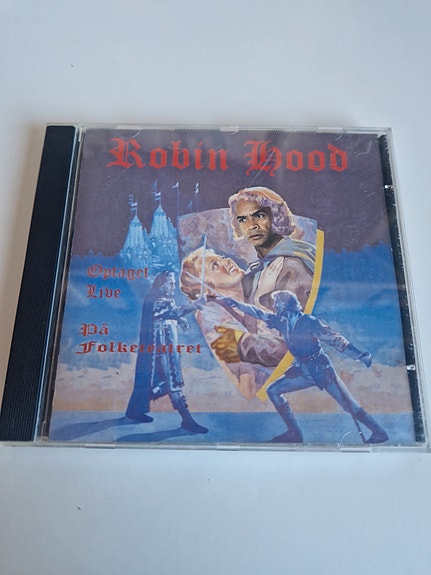 Robin Hood
Optaget
Live
På
Folketeatret